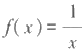 f(x) = 1/x